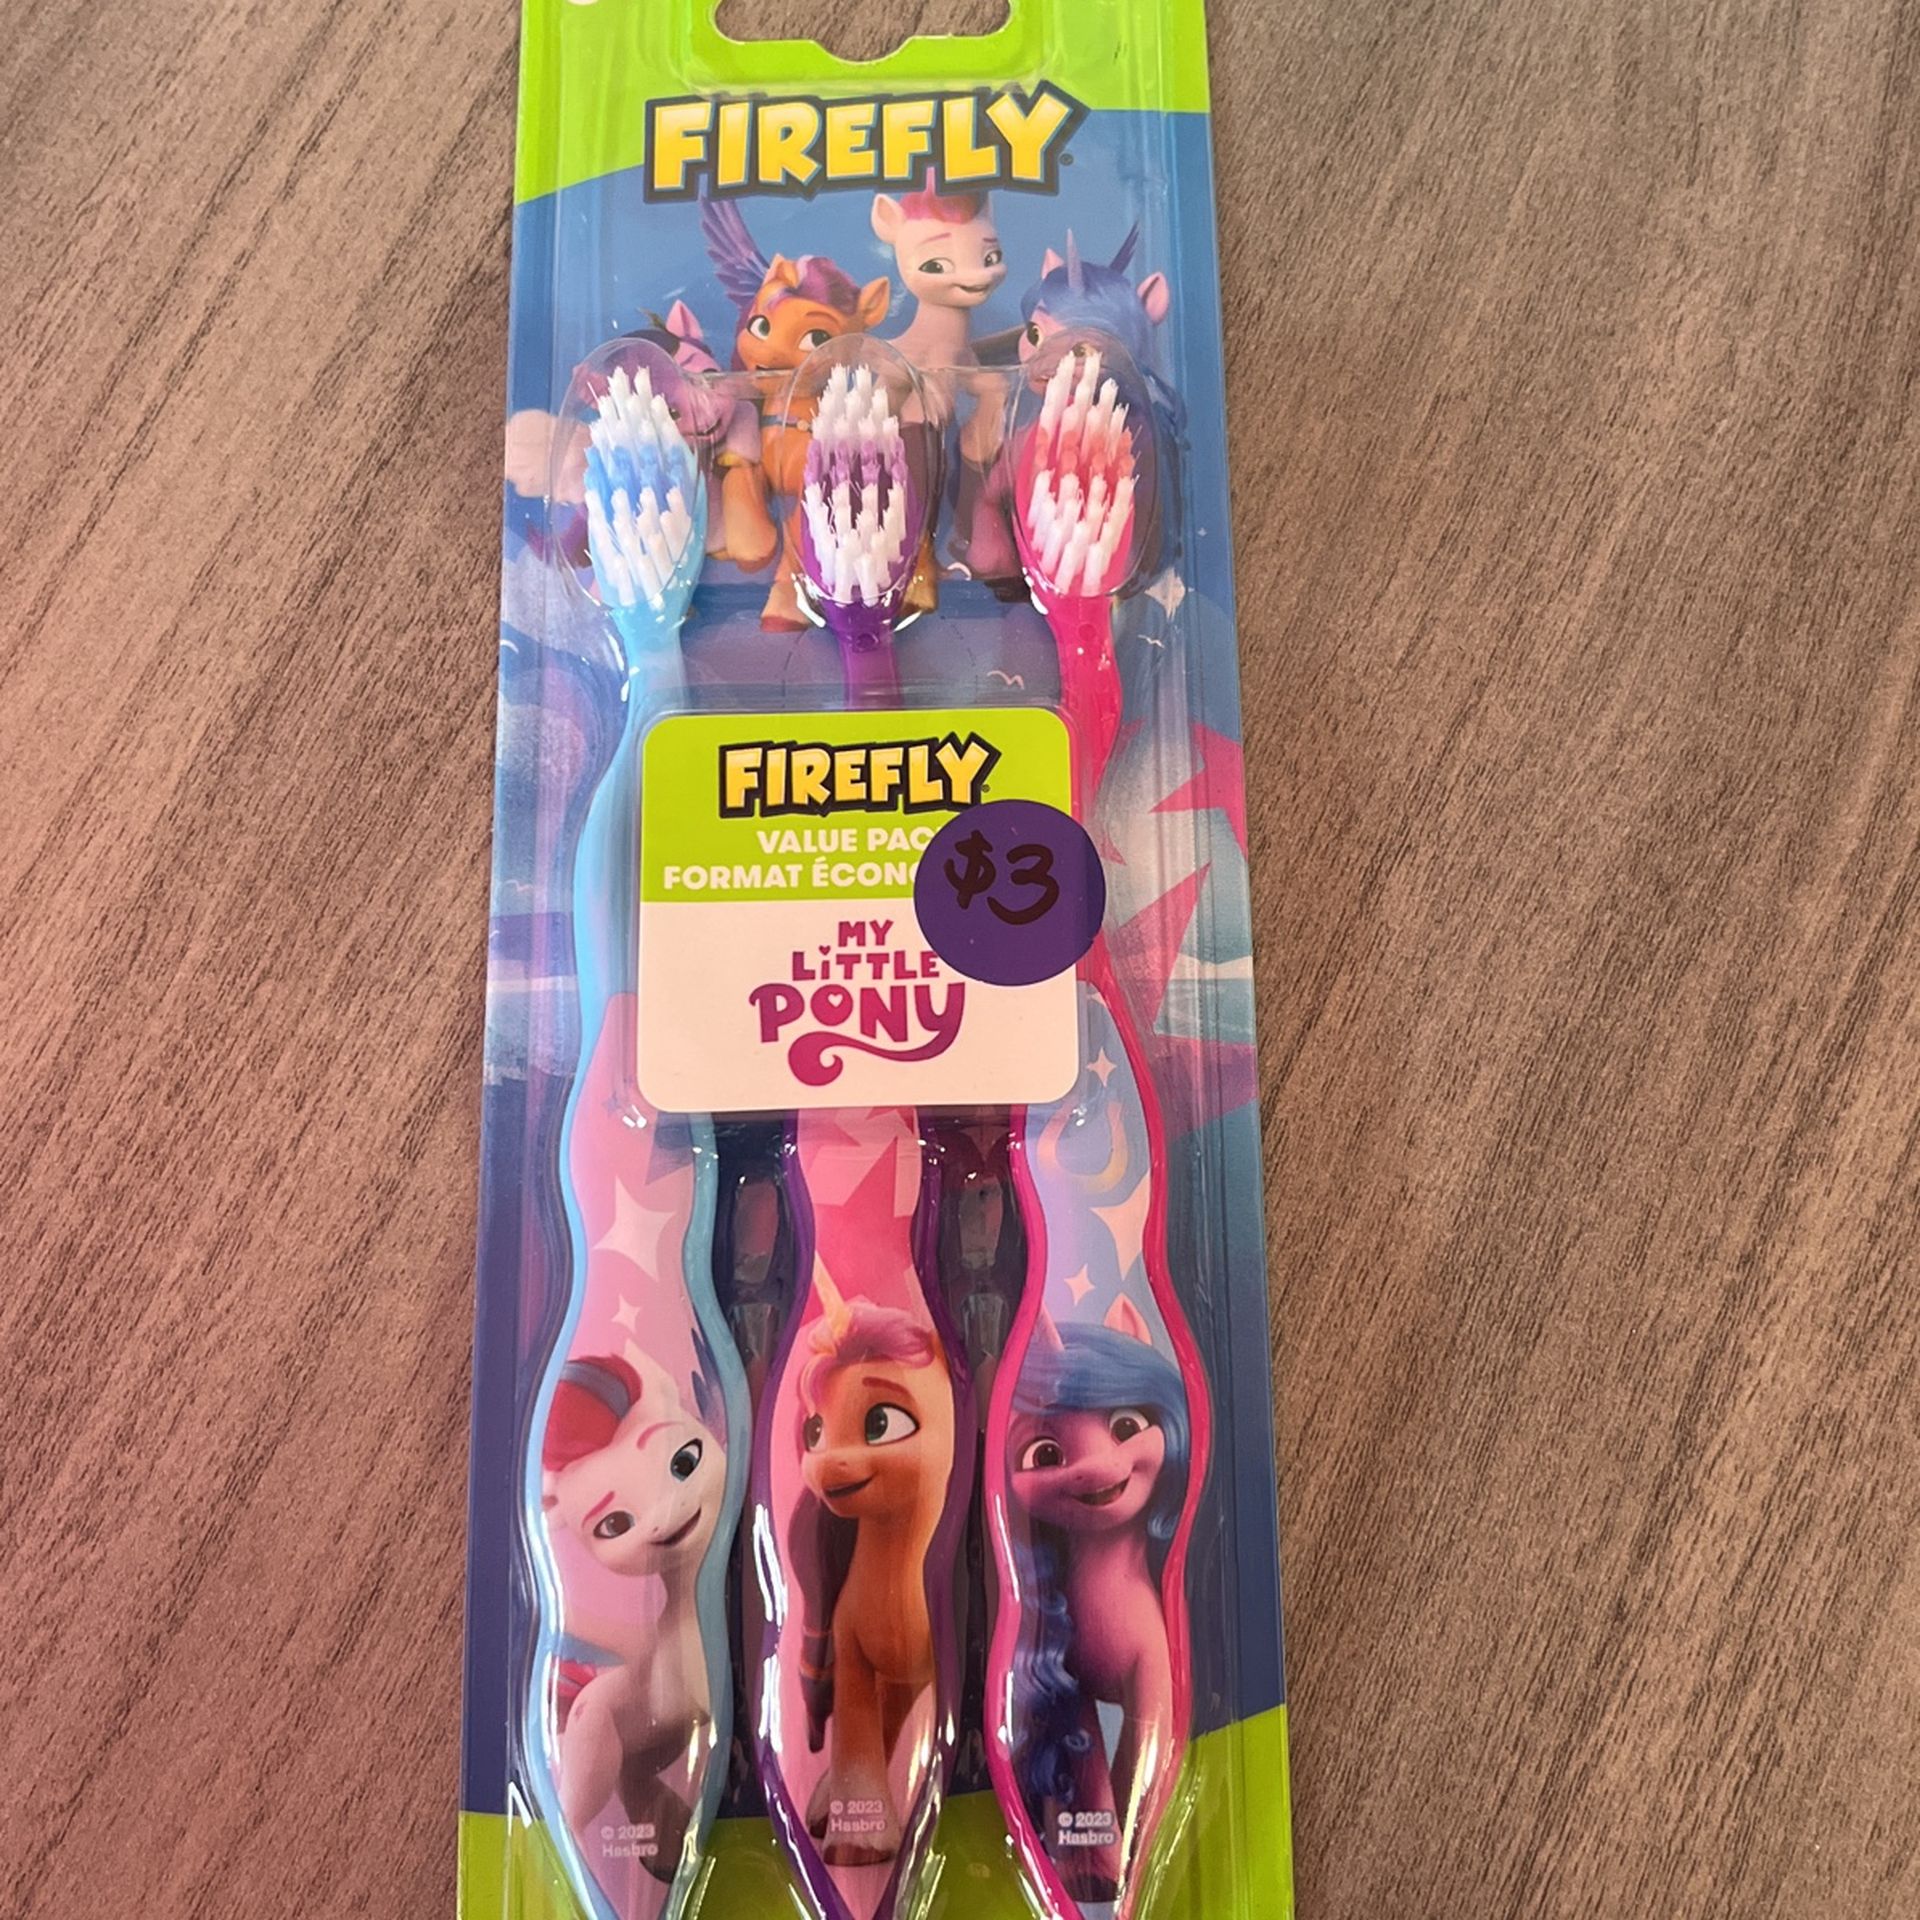 FIREFLY
FIREFLY
VALUE PAC
FORMAT ÉCONO
$3
MY
LiTTLE
PONY
© 2023
Hasbro
© 2023
Hasbro
© 2023
Hasbro